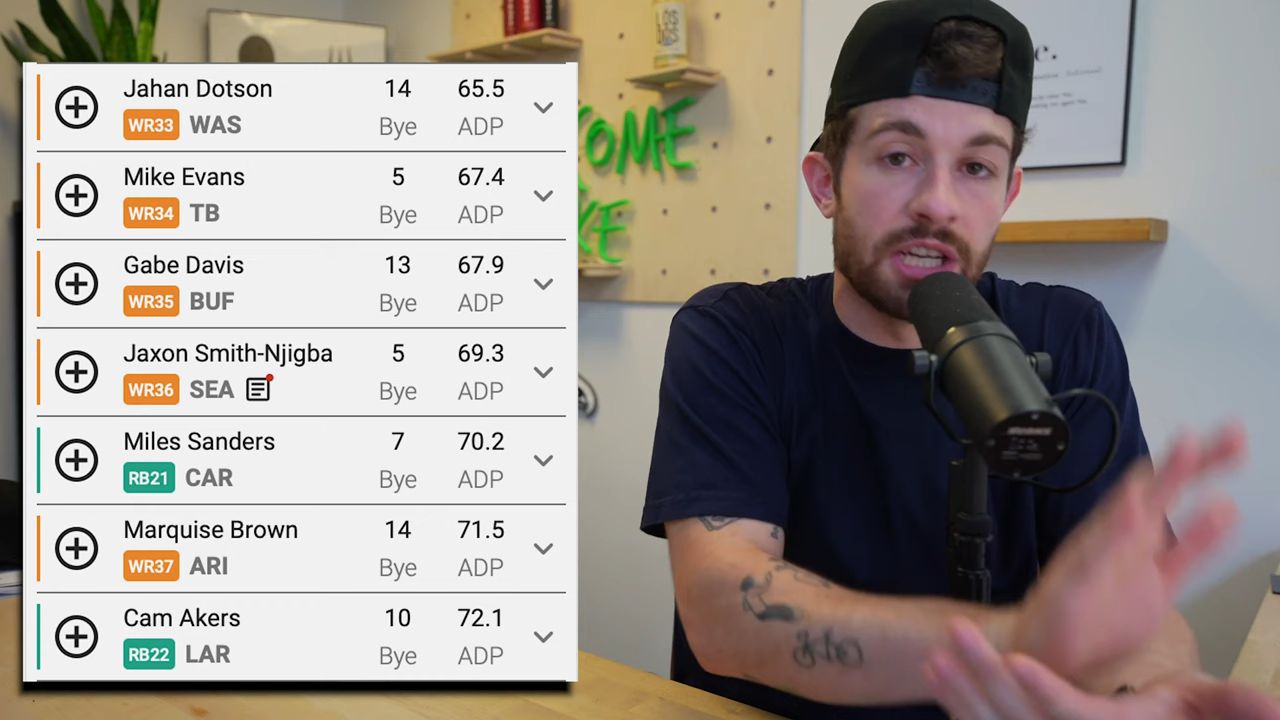 Jahan Dotson 14 65.5
WR33 WAS Bye ADP
Mike Evans 5 67.4
WR34 TB Bye ADP
Gabe Davis 13 67.9
WR35 BUF Bye ADP
Jaxon Smith-Njigba 5 69.3
WR36 SEA Bye ADP
Miles Sanders 7 70.2
RB21 CAR Bye ADP
Marquise Brown 14 71.5
WR37 ARI Bye ADP
Cam Akers 10 72.1
RB22 LAR Bye ADP
OME
KE
e.